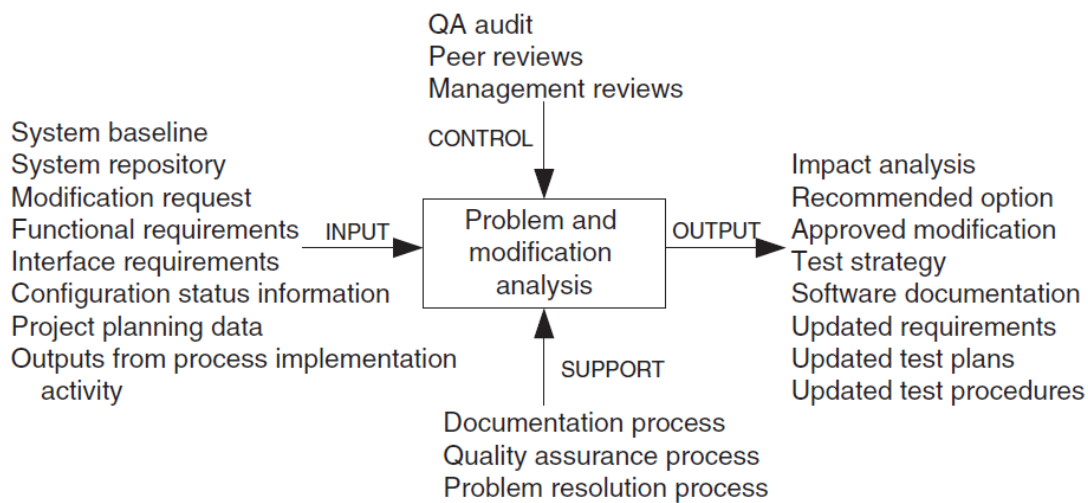 QA audit
Peer reviews
Management reviews
CONTROL
System baseline
System repository
Modification request
Functional requirements
Interface requirements
Configuration status information
Project planning data
Outputs from process implementation
activity
INPUT
Problem and
modification
analysis
OUTPUT
Impact analysis
Recommended option
Approved modification
Test strategy
Software documentation
Updated requirements
Updated test plans
Updated test procedures
SUPPORT
Documentation process
Quality assurance process
Problem resolution process